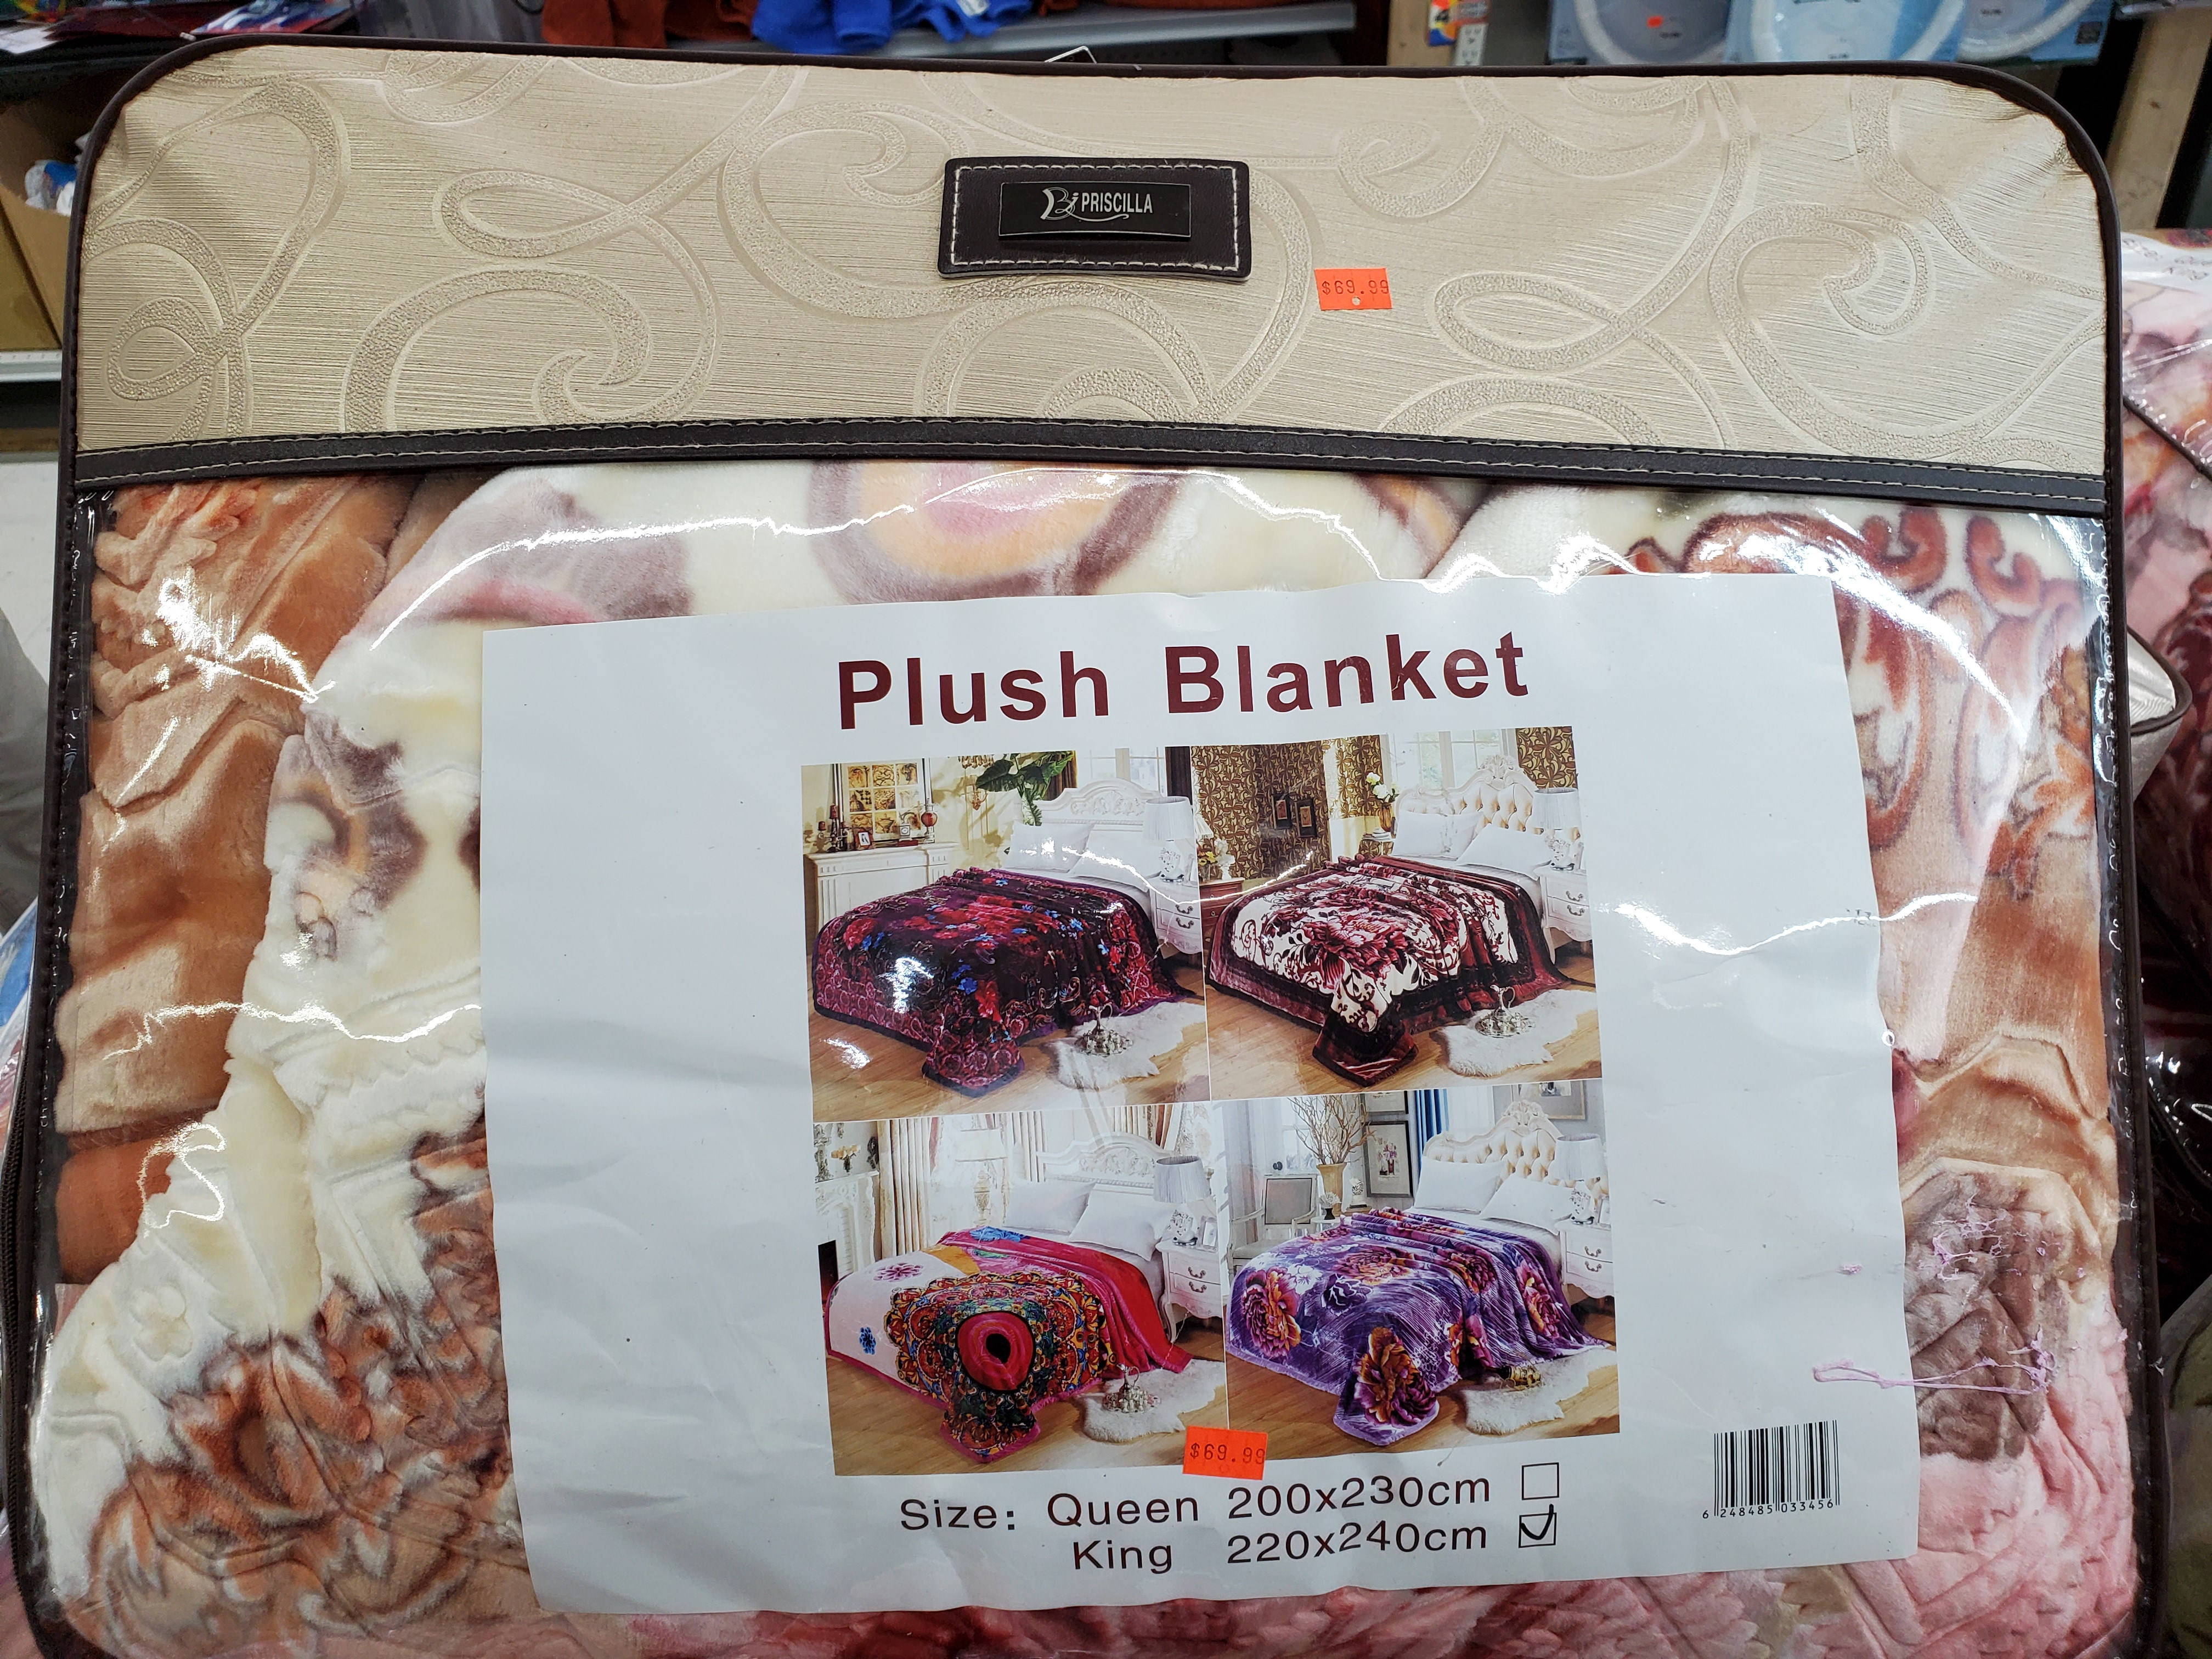 PRISCILLA
$69.99
Plush Blanket
$69.99
Size: Queen 200x230cm
King 220x240cm
6 248485 033456